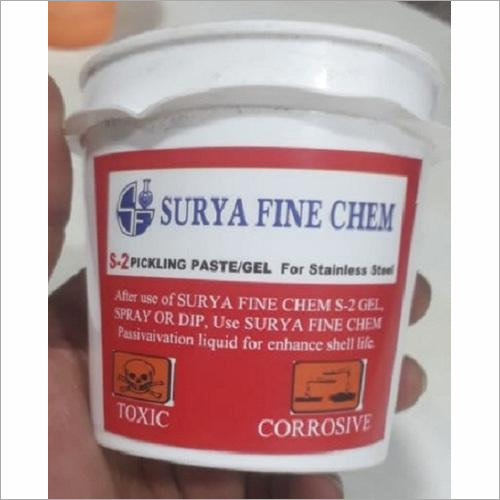 SURYA FINE CHEM
S-2 PICKLING PASTE/GEL For Stainless Steel
After use of SURYA FINE CHEM S-2 GEL,
SPRAY OR DIP, Use SURYA FINE CHEM
Passivaivation liquid for enhance shell life.
TOXIC
CORROSIVE